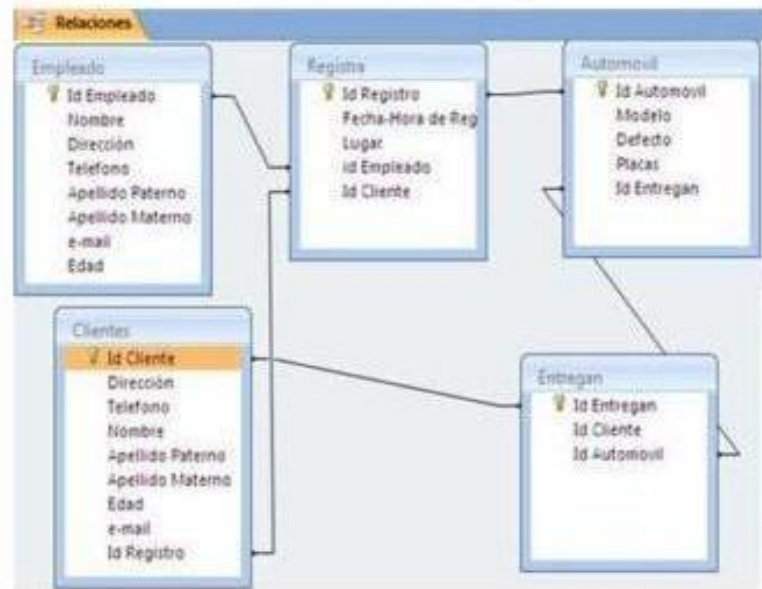 Relaciones
Empleado
Id Empleado
Nombre
Dirección
Telefono
Apellido Paterno
Apellido Materno
e-mail
Edad
Registra
Id Registro
Fecha-Hora de Reg
Lugar
id Empleado
Id Cliente
Automovil
Id Automovil
Modelo
Defecto
Placas
Id Entregan
Clientes
Id Cliente
Dirección
Telefono
Nombre
Apellido Paterno
Apellido Materno
Edad
e-mail
Id Registro
Entregan
Id Entregan
Id Cliente
Id Automovil